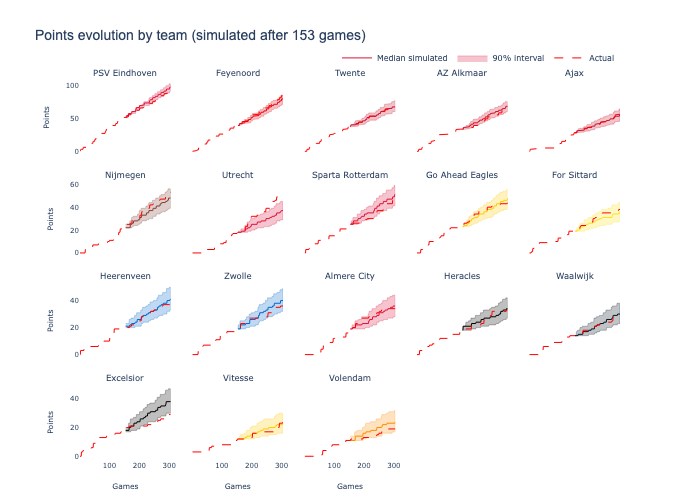 Points evolution by team (simulated after 153 games)
Median simulated 90% interval Actual
PSV Eindhoven Feyenoord Twente AZ Alkmaar Ajax
100
50
0
Points
Nijmegen Utrecht Sparta Rotterdam Go Ahead Eagles For Sittard
60
40
20
0
Points
Heerenveen Zwolle Almere City Heracles Waalwijk
40
20
0
Points
Excelsior Vitesse Volendam
40
20
0
Points
100 200 300 100 200 300 100 200 300
Games Games Games